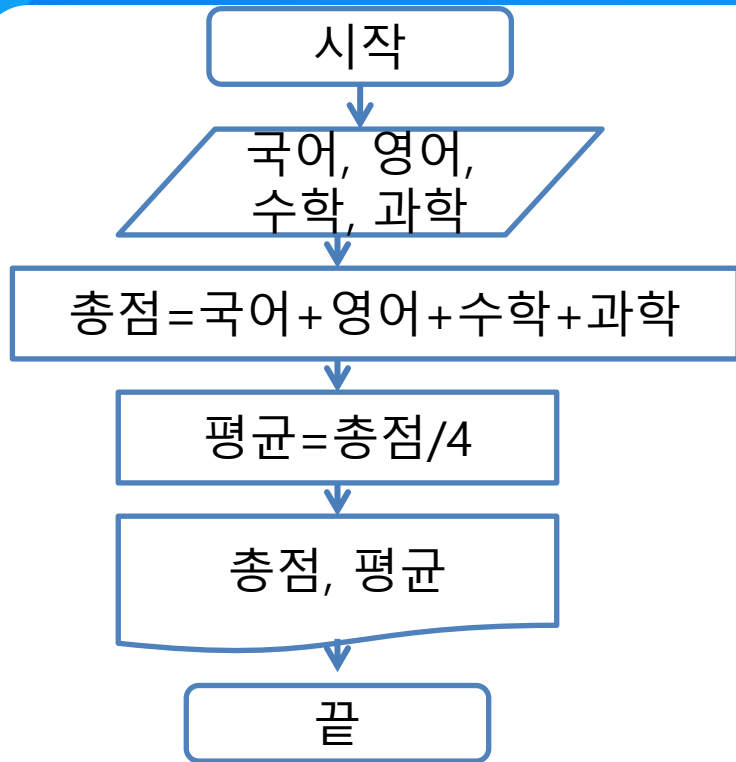 시작
국어, 영어,
수학, 과학
총점=국어+영어+수학+과학
평균=총점/4
총점, 평균
끝